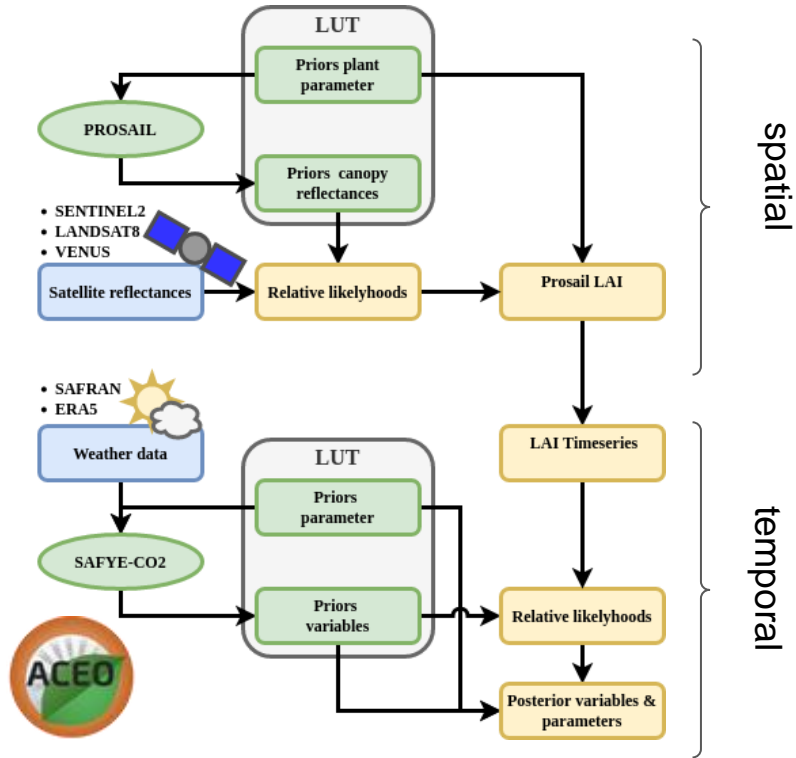 LUT
Priors plant
parameter
PROSAIL
Priors canopy
reflectances
• SENTINEL2
• LANDSAT8
• VENUS
Satellite reflectances
Relative likelyhoods
Prosail LAI
spatial
• SAFRAN
• ERA5
Weather data
LUT
LAI Timeseries
Priors
parameter
SAFYE-CO2
Priors
variables
Relative likelyhoods
temporal
ACEO
Posterior variables &
parameters